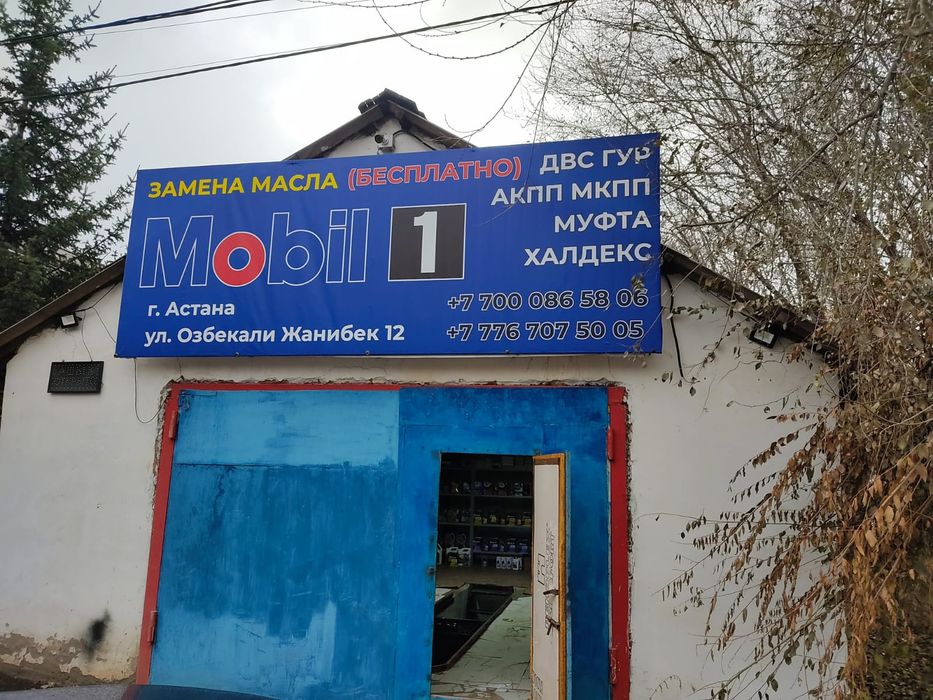 ЗАМЕНА МАСЛА (БЕСПЛАТНО)
Mobil 1
г. Астана
ул. Озбекали Жанибек 12
ДВС ГУР
АКПП МКПП
МУФТА
ХАЛДЕКС
+7 700 086 58 06
+7 776 707 50 05